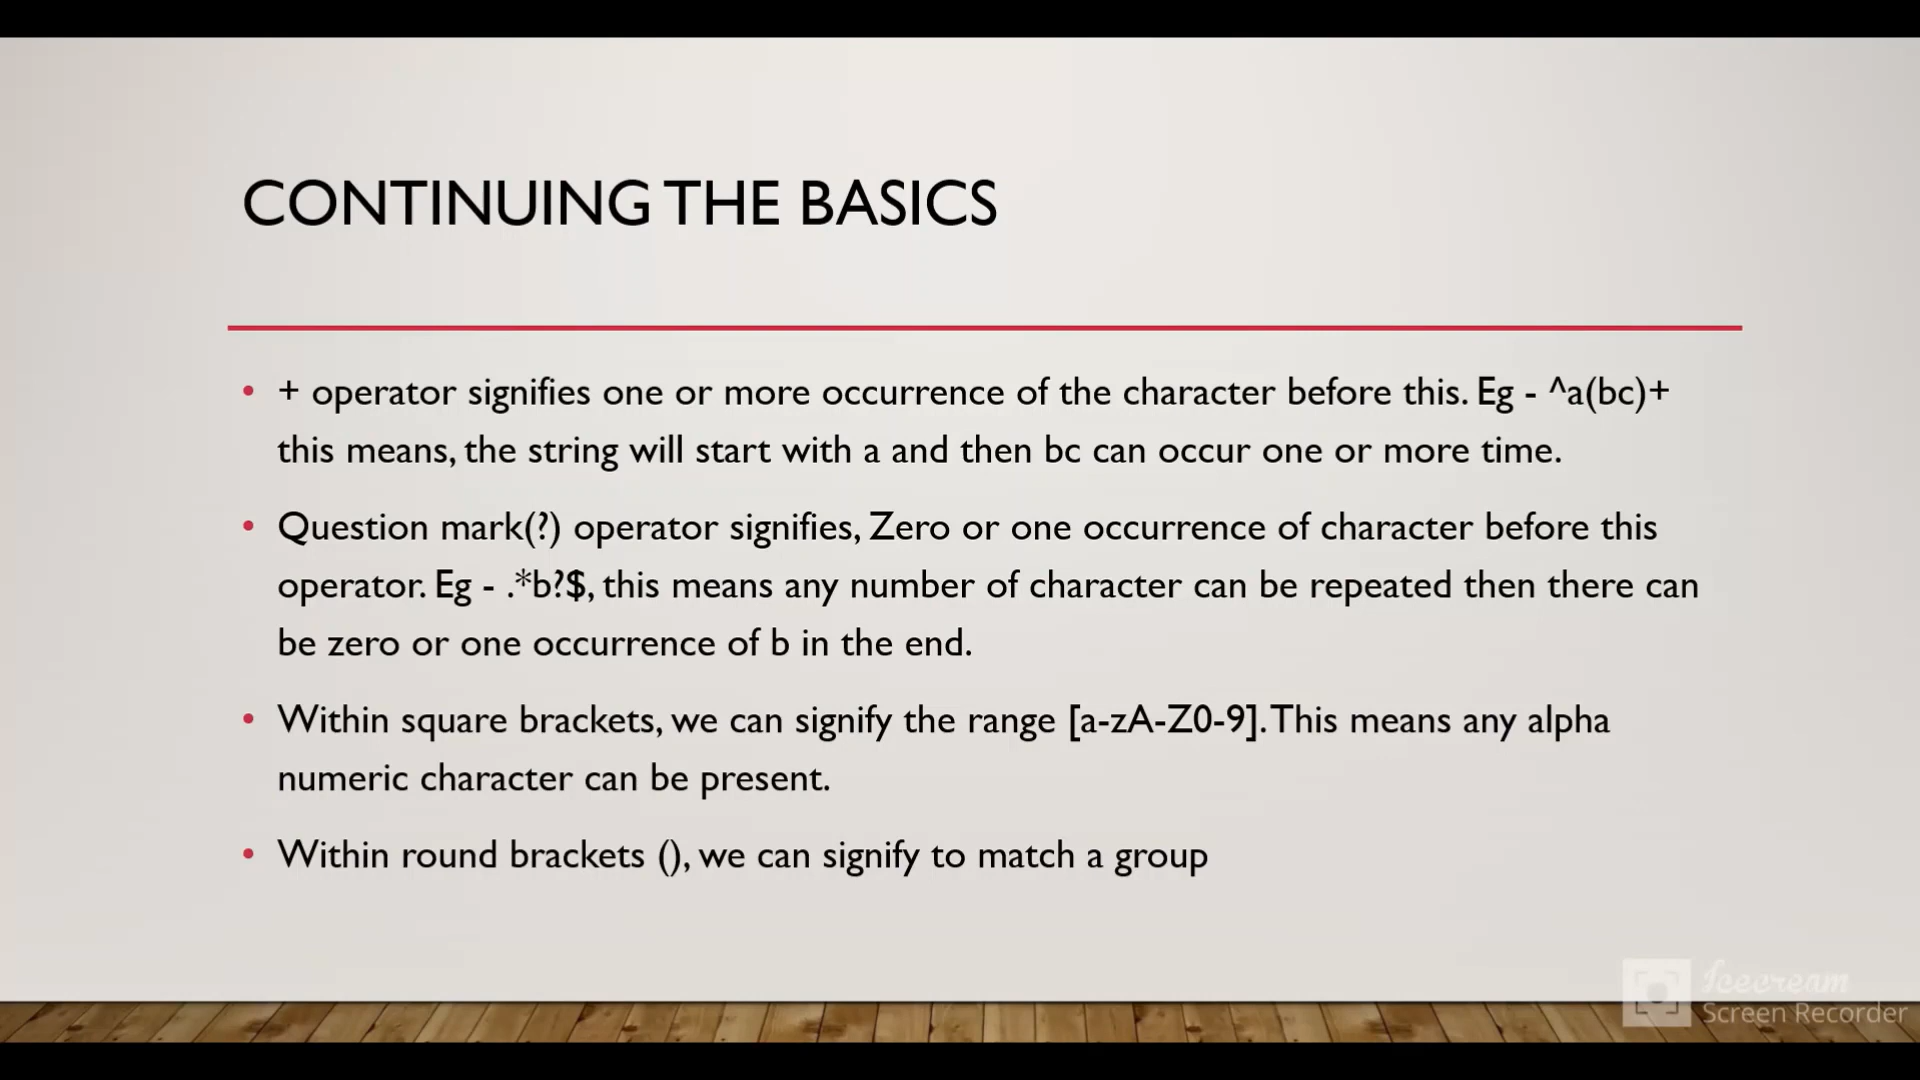 CONTINUING THE BASICS
• + operator signifies one or more occurrence of the character before this. Eg - ^a(bc)+
this means, the string will start with a and then bc can occur one or more time.
• Question mark(?) operator signifies, Zero or one occurrence of character before this
operator. Eg - .*b?$, this means any number of character can be repeated then there can
be zero or one occurrence of b in the end.
• Within square brackets, we can signify the range [a-zA-Z0-9]. This means any alpha
numeric character can be present.
• Within round brackets (), we can signify to match a group
Icecream
Screen Recorder